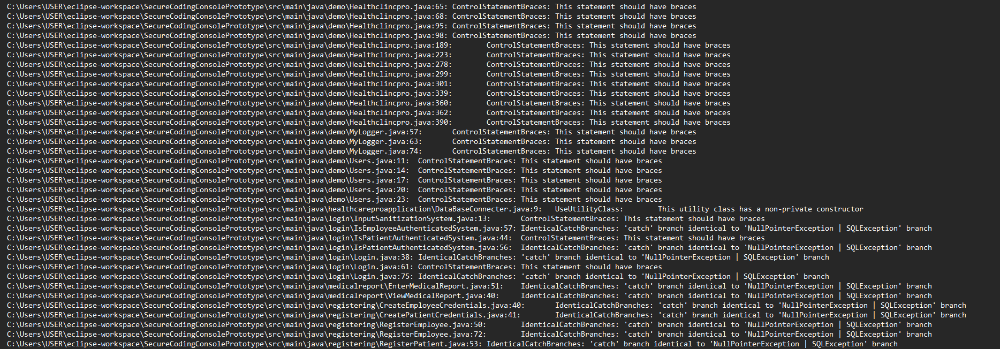 C:\Users\USER\eclipse-workspace\SecureCodingConsolePrototype\src\main\java\demo\Healthclincpro.java:65: ControlStatementBraces: This statement should have braces
C:\Users\USER\eclipse-workspace\SecureCodingConsolePrototype\src\main\java\demo\Healthclincpro.java:68: ControlStatementBraces: This statement should have braces
C:\Users\USER\eclipse-workspace\SecureCodingConsolePrototype\src\main\java\demo\Healthclincpro.java:95: ControlStatementBraces: This statement should have braces
C:\Users\USER\eclipse-workspace\SecureCodingConsolePrototype\src\main\java\demo\Healthclincpro.java:98: ControlStatementBraces: This statement should have braces
C:\Users\USER\eclipse-workspace\SecureCodingConsolePrototype\src\main\java\demo\Healthclincpro.java:189: ControlStatementBraces: This statement should have braces
C:\Users\USER\eclipse-workspace\SecureCodingConsolePrototype\src\main\java\demo\Healthclincpro.java:223: ControlStatementBraces: This statement should have braces
C:\Users\USER\eclipse-workspace\SecureCodingConsolePrototype\src\main\java\demo\Healthclincpro.java:278: ControlStatementBraces: This statement should have braces
C:\Users\USER\eclipse-workspace\SecureCodingConsolePrototype\src\main\java\demo\Healthclincpro.java:299: ControlStatementBraces: This statement should have braces
C:\Users\USER\eclipse-workspace\SecureCodingConsolePrototype\src\main\java\demo\Healthclincpro.java:301: ControlStatementBraces: This statement should have braces
C:\Users\USER\eclipse-workspace\SecureCodingConsolePrototype\src\main\java\demo\Healthclincpro.java:339: ControlStatementBraces: This statement should have braces
C:\Users\USER\eclipse-workspace\SecureCodingConsolePrototype\src\main\java\demo\Healthclincpro.java:360: ControlStatementBraces: This statement should have braces
C:\Users\USER\eclipse-workspace\SecureCodingConsolePrototype\src\main\java\demo\Healthclincpro.java:362: ControlStatementBraces: This statement should have braces
C:\Users\USER\eclipse-workspace\SecureCodingConsolePrototype\src\main\java\demo\Healthclincpro.java:390: ControlStatementBraces: This statement should have braces
C:\Users\USER\eclipse-workspace\SecureCodingConsolePrototype\src\main\java\demo\MyLogger.java:57: ControlStatementBraces: This statement should have braces
C:\Users\USER\eclipse-workspace\SecureCodingConsolePrototype\src\main\java\demo\MyLogger.java:63: ControlStatementBraces: This statement should have braces
C:\Users\USER\eclipse-workspace\SecureCodingConsolePrototype\src\main\java\demo\MyLogger.java:74: ControlStatementBraces: This statement should have braces
C:\Users\USER\eclipse-workspace\SecureCodingConsolePrototype\src\main\java\demo\Users.java:11: ControlStatementBraces: This statement should have braces
C:\Users\USER\eclipse-workspace\SecureCodingConsolePrototype\src\main\java\demo\Users.java:14: ControlStatementBraces: This statement should have braces
C:\Users\USER\eclipse-workspace\SecureCodingConsolePrototype\src\main\java\demo\Users.java:17: ControlStatementBraces: This statement should have braces
C:\Users\USER\eclipse-workspace\SecureCodingConsolePrototype\src\main\java\demo\Users.java:20: ControlStatementBraces: This statement should have braces
C:\Users\USER\eclipse-workspace\SecureCodingConsolePrototype\src\main\java\demo\Users.java:23: ControlStatementBraces: This statement should have braces
C:\Users\USER\eclipse-workspace\SecureCodingConsolePrototype\src\main\java\healthcareproapplication\DataBaseConnecter.java:9: UseUtilityClass: This utility class has a non-private constructor
C:\Users\USER\eclipse-workspace\SecureCodingConsolePrototype\src\main\java\login\InputSanitizationSystem.java:13: ControlStatementBraces: This statement should have braces
C:\Users\USER\eclipse-workspace\SecureCodingConsolePrototype\src\main\java\login\IsEmployeeAuthenticatedSystem.java:57: IdenticalCatchBranches: 'catch' branch identical to 'NullPointerException | SQLException' branch
C:\Users\USER\eclipse-workspace\SecureCodingConsolePrototype\src\main\java\login\IsPatientAuthenticatedSystem.java:44: ControlStatementBraces: This statement should have braces
C:\Users\USER\eclipse-workspace\SecureCodingConsolePrototype\src\main\java\login\IsPatientAuthenticatedSystem.java:56: IdenticalCatchBranches: 'catch' branch identical to 'NullPointerException | SQLException' branch
C:\Users\USER\eclipse-workspace\SecureCodingConsolePrototype\src\main\java\login\Login.java:38: IdenticalCatchBranches: 'catch' branch identical to 'NullPointerException | SQLException' branch
C:\Users\USER\eclipse-workspace\SecureCodingConsolePrototype\src\main\java\login\Login.java:61: ControlStatementBraces: This statement should have braces
C:\Users\USER\eclipse-workspace\SecureCodingConsolePrototype\src\main\java\login\Login.java:75: IdenticalCatchBranches: 'catch' branch identical to 'NullPointerException | SQLException' branch
C:\Users\USER\eclipse-workspace\SecureCodingConsolePrototype\src\main\java\medicalreport\EnterMedicalReport.java:51: IdenticalCatchBranches: 'catch' branch identical to 'NullPointerException | SQLException' branch
C:\Users\USER\eclipse-workspace\SecureCodingConsolePrototype\src\main\java\medicalreport\ViewMedicalReport.java:40: IdenticalCatchBranches: 'catch' branch identical to 'NullPointerException | SQLException' branch
C:\Users\USER\eclipse-workspace\SecureCodingConsolePrototype\src\main\java\registering\CreateEmployeeCredentials.java:40: IdenticalCatchBranches: 'catch' branch identical to 'NullPointerException | SQLException' branch
C:\Users\USER\eclipse-workspace\SecureCodingConsolePrototype\src\main\java\registering\CreatePatientCredentials.java:41: IdenticalCatchBranches: 'catch' branch identical to 'NullPointerException | SQLException' branch
C:\Users\USER\eclipse-workspace\SecureCodingConsolePrototype\src\main\java\registering\RegisterEmployee.java:50: IdenticalCatchBranches: 'catch' branch identical to 'NullPointerException | SQLException' branch
C:\Users\USER\eclipse-workspace\SecureCodingConsolePrototype\src\main\java\registering\RegisterEmployee.java:72: IdenticalCatchBranches: 'catch' branch identical to 'NullPointerException | SQLException' branch
C:\Users\USER\eclipse-workspace\SecureCodingConsolePrototype\src\main\java\registering\RegisterPatient.java:53: IdenticalCatchBranches: 'catch' branch identical to 'NullPointerException | SQLException' branch